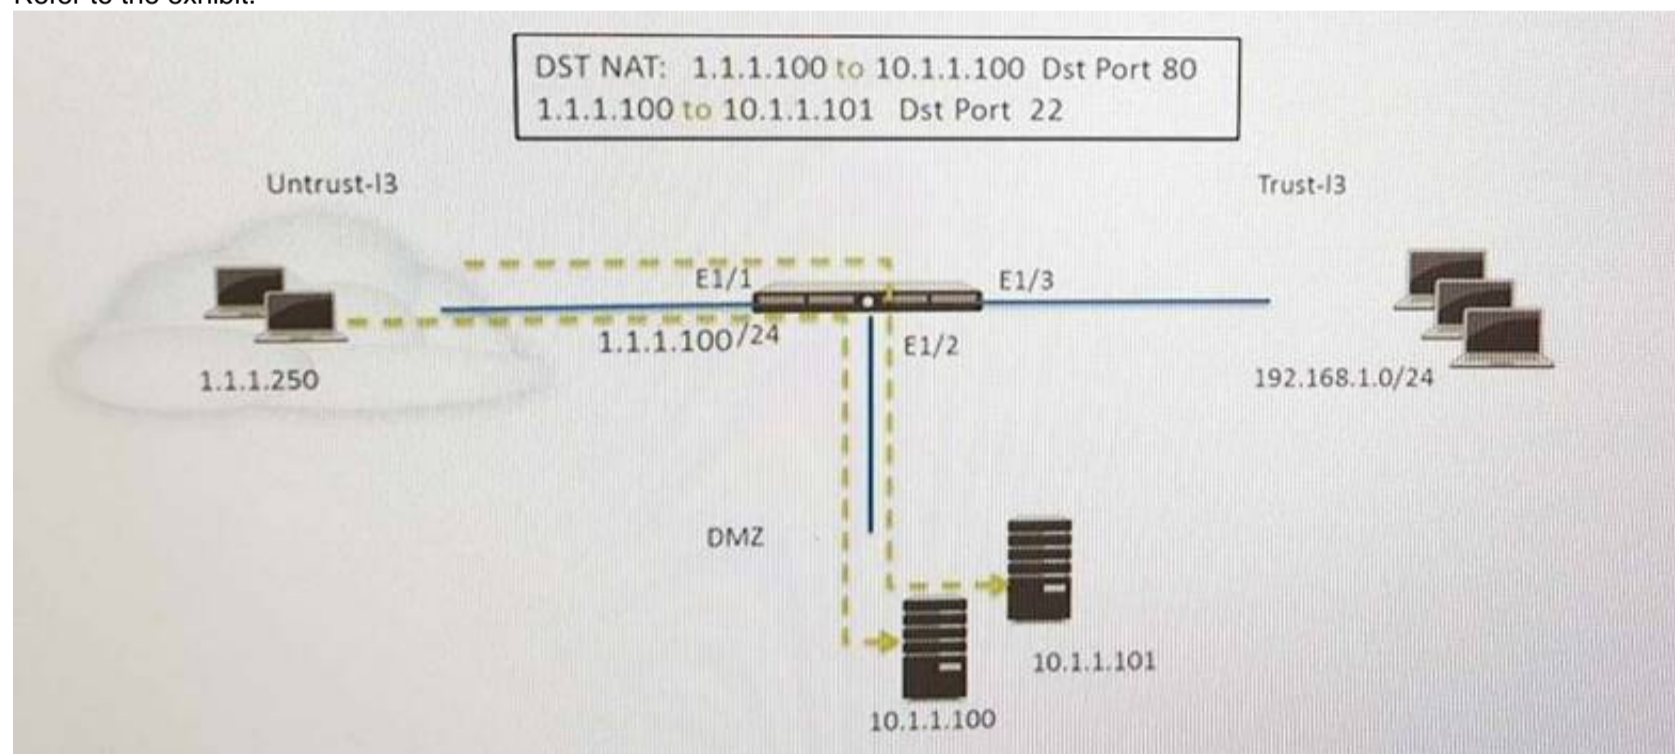 Refer to the exhibit.
DST NAT: 1.1.1.100 to 10.1.1.100 Dst Port 80
1.1.1.100 to 10.1.1.101 Dst Port 22
Untrust-l3
Trust-l3
E1/1
E1/3
1.1.1.100/24
E1/2
1.1.1.250
192.168.1.0/24
DMZ
10.1.1.101
10.1.1.100